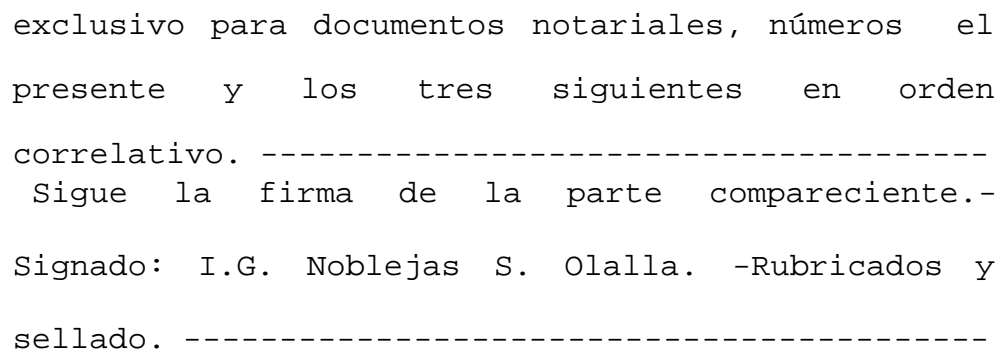 exclusivo para documentos notariales, números el
presente y los tres siguientes en orden
correlativo. --------------------------------------
Sigue la firma de la parte compareciente.-
Signado: I.G. Noblejas S. Olalla. -Rubricados y
sellado. ------------------------------------------